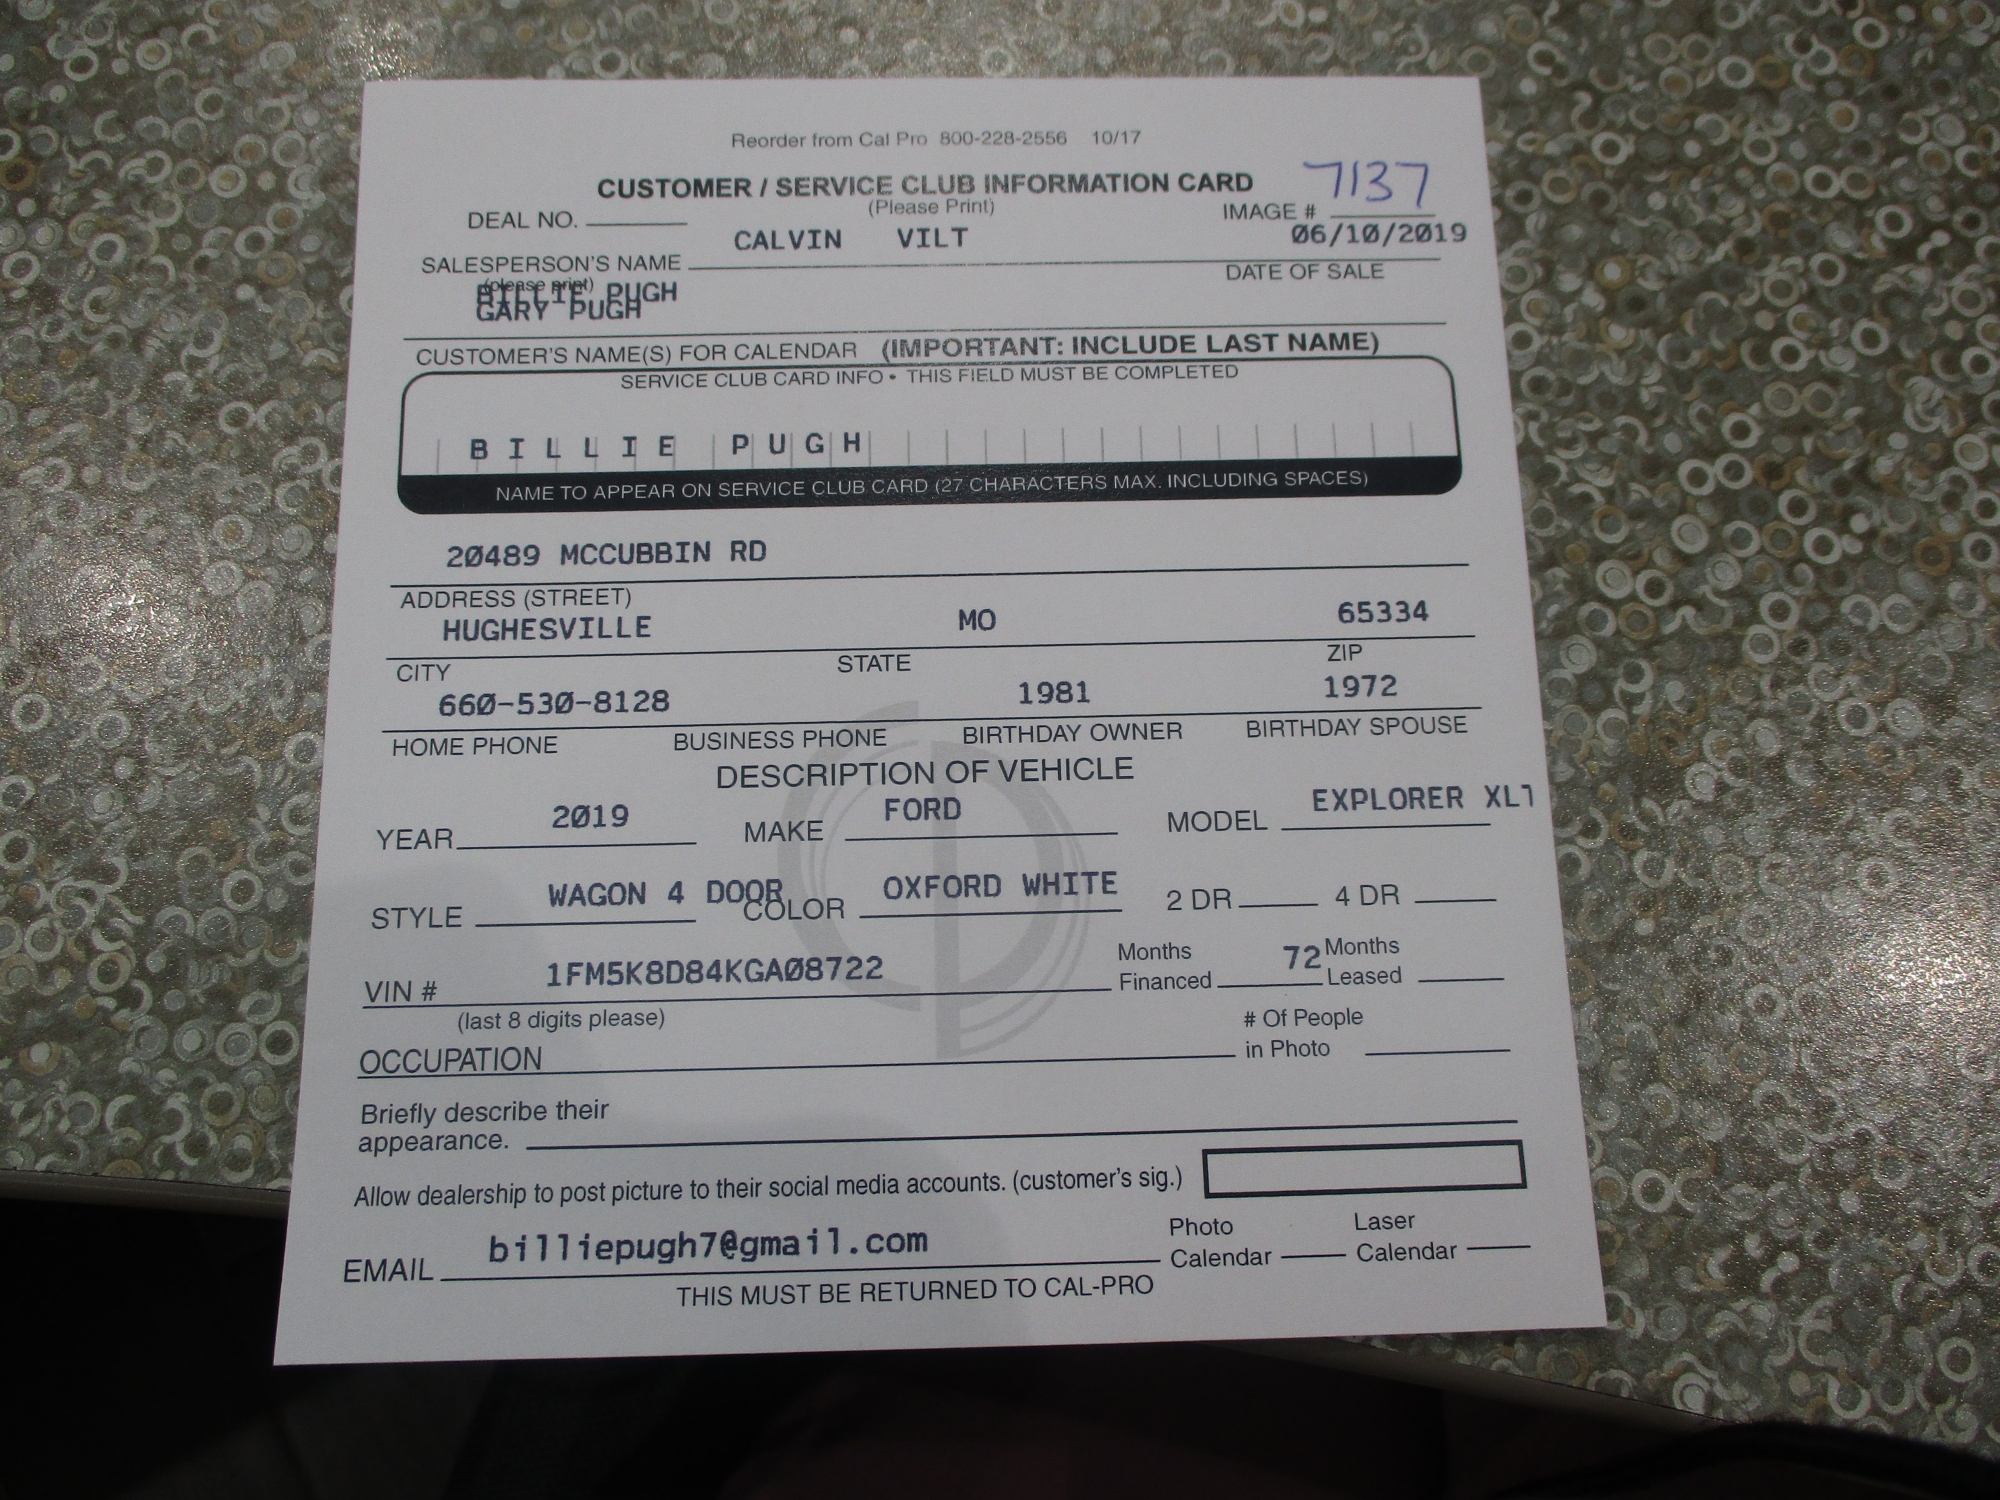 Reorder from Cal Pro 800-228-2556 10/17
CUSTOMER / SERVICE CLUB INFORMATION CARD 7137
(Please Print)
DEAL NO. IMAGE #
CALVIN VILT 06/10/2019
SALESPERSON'S NAME DATE OF SALE
(please print)
BILLIE PUGH
GARY PUGH
CUSTOMER'S NAME(S) FOR CALENDAR (IMPORTANT: INCLUDE LAST NAME)
SERVICE CLUB CARD INFO • THIS FIELD MUST BE COMPLETED
BILLIE PUGH
NAME TO APPEAR ON SERVICE CLUB CARD (27 CHARACTERS MAX. INCLUDING SPACES)
20489 MCCUBBIN RD
ADDRESS (STREET)
HUGHESVILLE MO 65334
CITY STATE ZIP
660-530-8128 1981 1972
HOME PHONE BUSINESS PHONE BIRTHDAY OWNER BIRTHDAY SPOUSE
DESCRIPTION OF VEHICLE
YEAR 2019 MAKE FORD MODEL EXPLORER XLT
STYLE WAGON 4 DOOR COLOR OXFORD WHITE 2 DR 4 DR
VIN # 1FM5K8D84KGA08722 Months Financed 72 Months Leased
(last 8 digits please)
OCCUPATION # Of People in Photo
Briefly describe their
appearance.
Allow dealership to post picture to their social media accounts. (customer's sig.)
EMAIL billiepugh7@gmail.com Photo Calendar Laser Calendar
THIS MUST BE RETURNED TO CAL-PRO